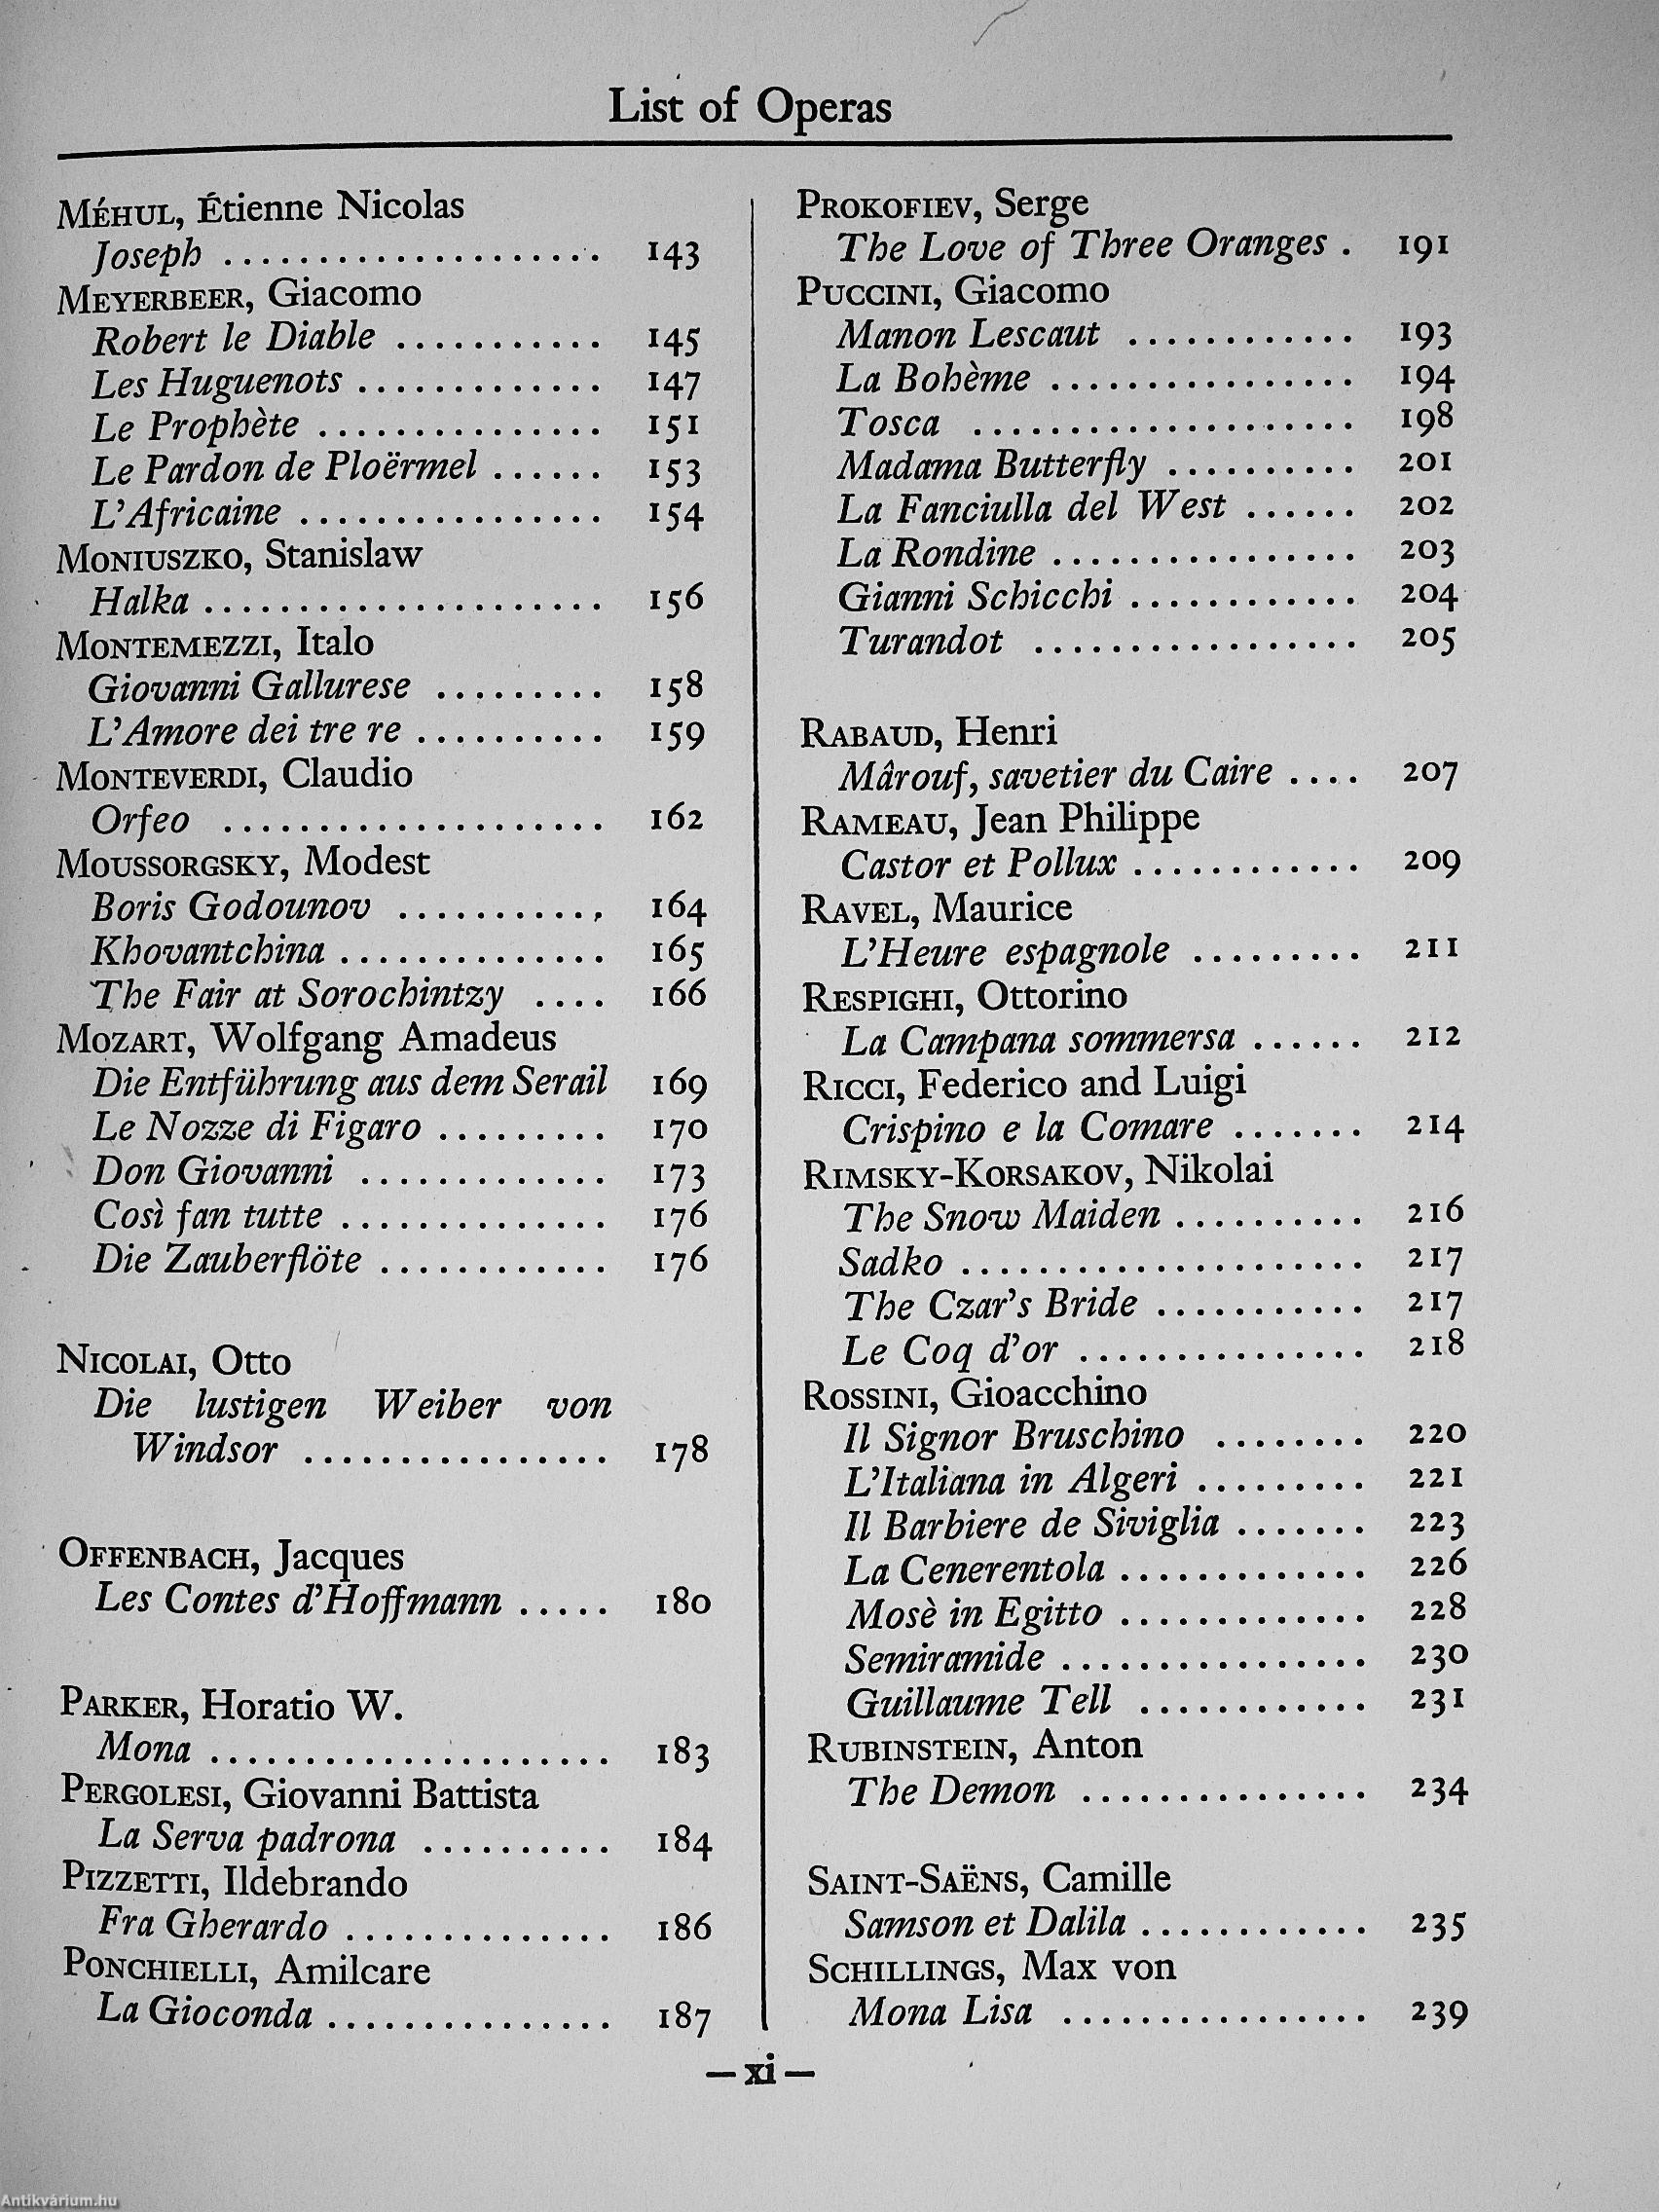 List of Operas
MÉHUL, Étienne Nicolas
Joseph .................... 143
MEYERBEER, Giacomo
Robert le Diable ........... 145
Les Huguenots ............. 147
Le Prophète ............... 151
Le Pardon de Ploërmel ...... 153
L'Africaine ................ 154
MONIUSZKO, Stanislaw
Halka ..................... 156
MONTEMEZZI, Italo
Giovanni Gallurese ......... 158
L'Amore dei tre re .......... 159
MONTEVERDI, Claudio
Orfeo .................... 162
MOUSSORGSKY, Modest
Boris Godounov ........... 164
Khovantchina .............. 165
The Fair at Sorochintzy .... 166
MOZART, Wolfgang Amadeus
Die Entführung aus dem Serail 169
Le Nozze di Figaro ......... 170
Don Giovanni ............. 173
Così fan tutte .............. 176
Die Zauberflöte ............ 176
NICOLAI, Otto
Die lustigen Weiber von
Windsor ................ 178
OFFENBACH, Jacques
Les Contes d'Hoffmann ..... 180
PARKER, Horatio W.
Mona ..................... 183
PERGOLESI, Giovanni Battista
La Serva padrona .......... 184
PIZZETTI, Ildebrando
Fra Gherardo .............. 186
PONCHIELLI, Amilcare
La Gioconda ............... 187
PROKOFIEV, Serge
The Love of Three Oranges . 191
PUCCINI, Giacomo
Manon Lescaut ............ 193
La Bohème ................ 194
Tosca .................... 198
Madama Butterfly .......... 201
La Fanciulla del West ...... 202
La Rondine ................ 203
Gianni Schicchi ............ 204
Turandot ................. 205
RABAUD, Henri
Mârouf, savetier du Caire .... 207
RAMEAU, Jean Philippe
Castor et Pollux ............ 209
RAVEL, Maurice
L'Heure espagnole ......... 211
RESPIGHI, Ottorino
La Campana sommersa ...... 212
RICCI, Federico and Luigi
Crispino e la Comare ....... 214
RIMSKY-KORSAKOV, Nikolai
The Snow Maiden .......... 216
Sadko ..................... 217
The Czar's Bride ........... 217
Le Coq d'or ............... 218
ROSSINI, Gioacchino
Il Signor Bruschino ........ 220
L'Italiana in Algeri ......... 221
Il Barbiere de Siviglia ....... 223
La Cenerentola ............. 226
Mosè in Egitto ............. 228
Semiramide ................ 230
Guillaume Tell ............ 231
RUBINSTEIN, Anton
The Demon ............... 234
SAINT-SAËNS, Camille
Samson et Dalila ............ 235
SCHILLINGS, Max von
Mona Lisa ................ 239
— xi —
Antikvárium.hu